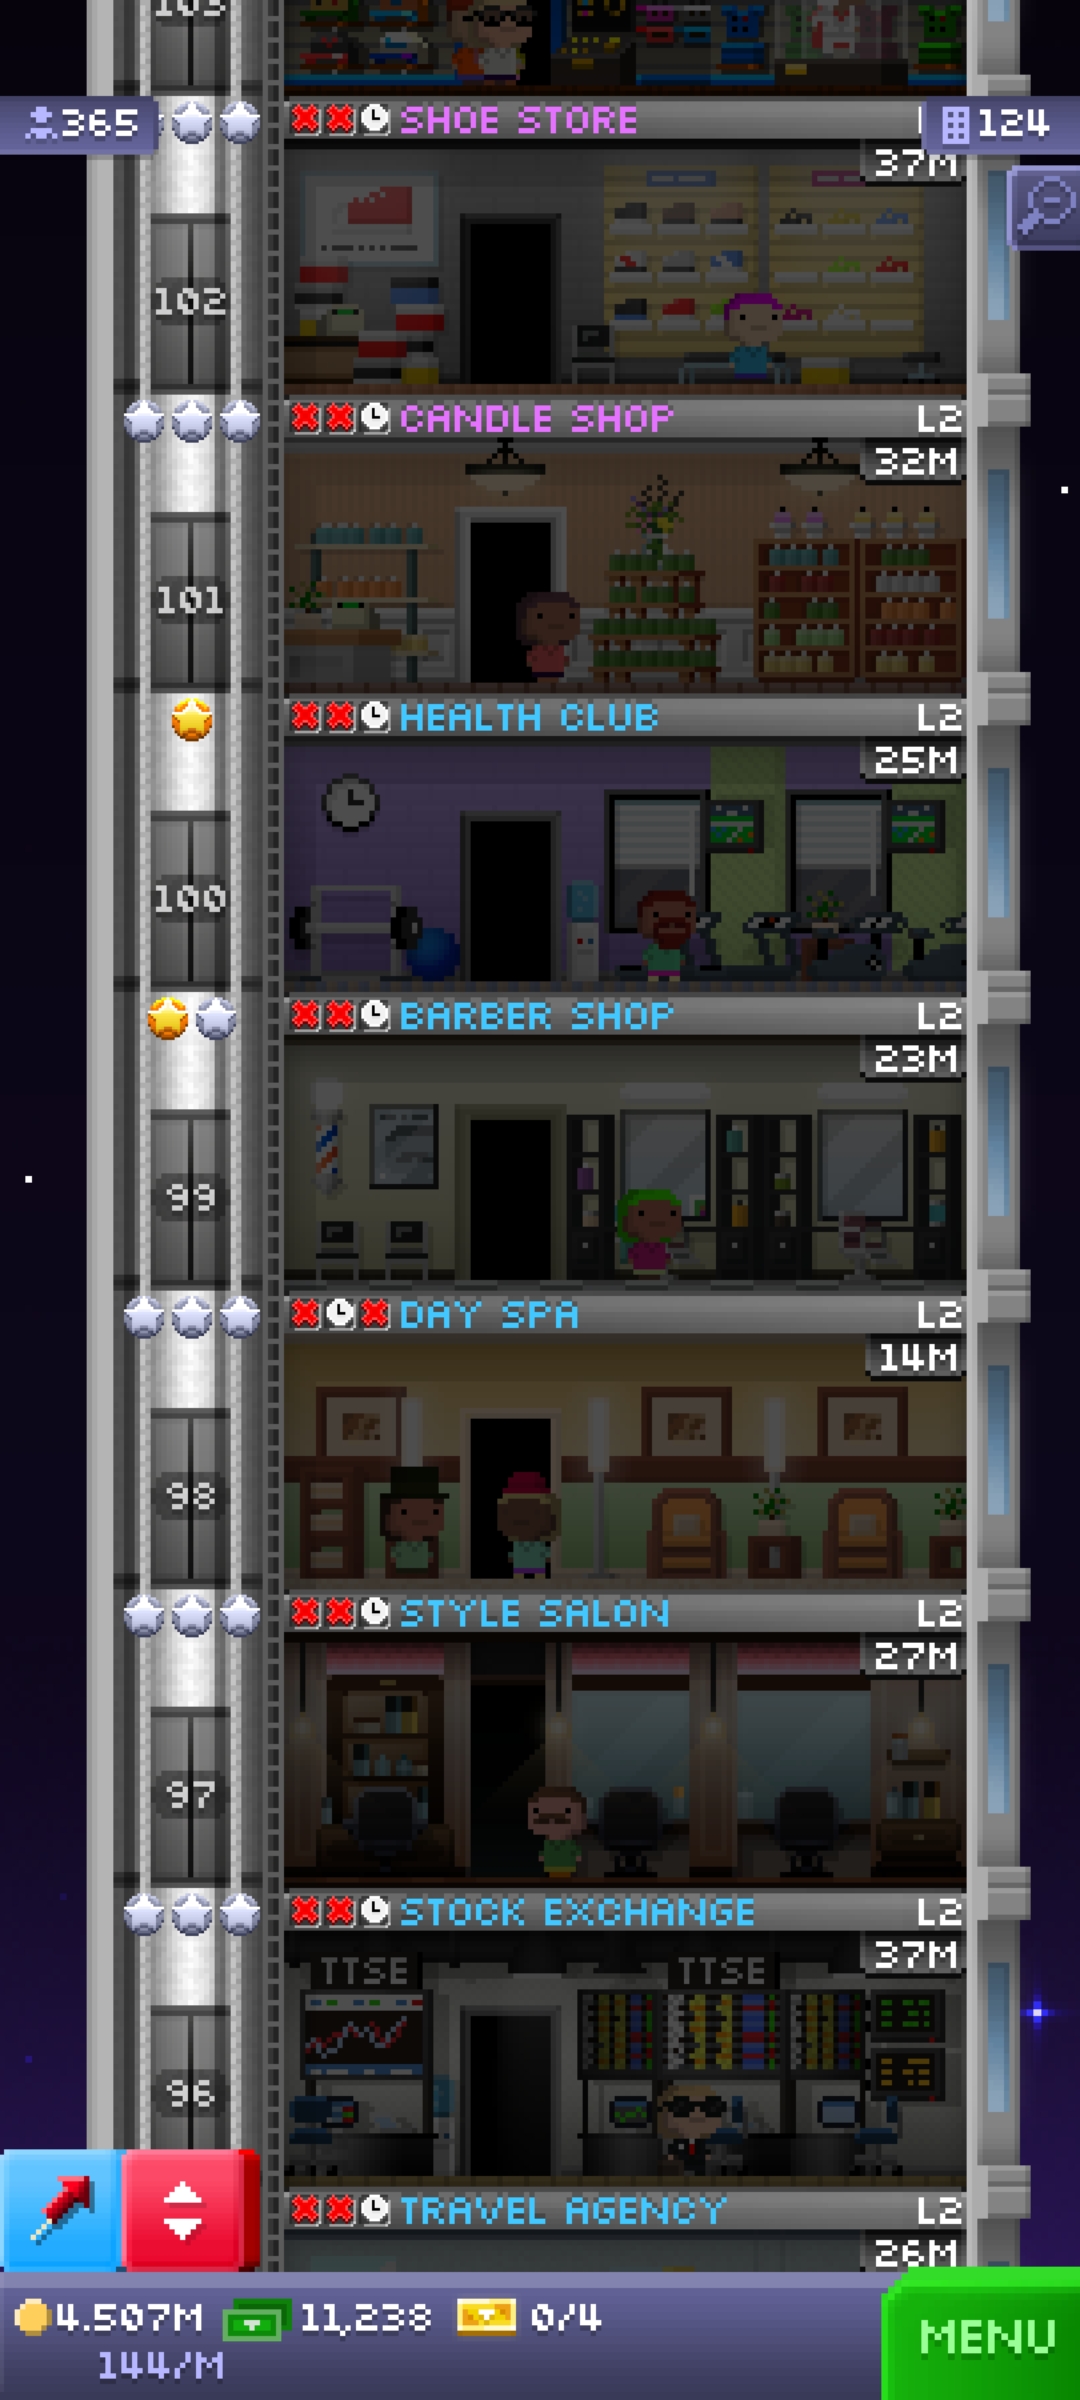 103
365
SHOE STORE
124
37M
102
CANDLE SHOP L2
32M
101
HEALTH CLUB L2
25M
100
BARBER SHOP L2
23M
99
DAY SPA L2
14M
98
STYLE SALON L2
27M
97
STOCK EXCHANGE L2
37M
TTSE TTSE
96
TRAVEL AGENCY L2
26M
4.507M 11,238 0/4
144/M
MENU